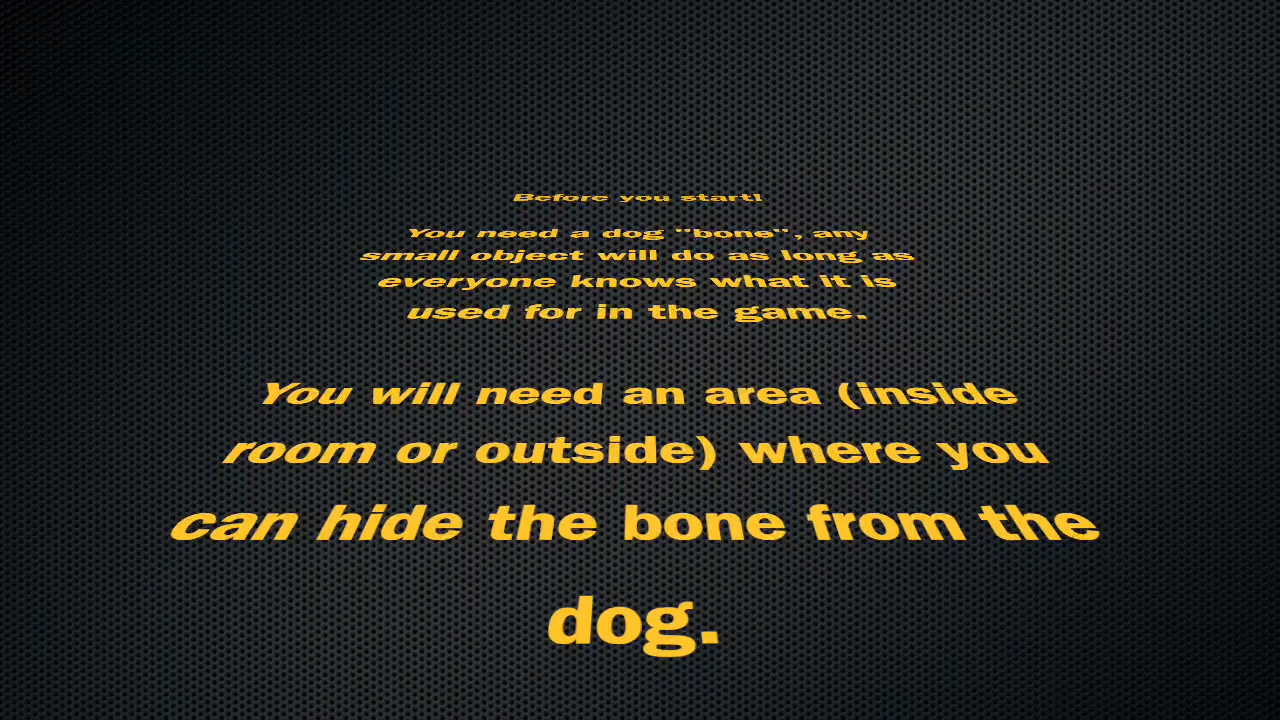 Before you start!
You need a dog "bone", any
small object will do as long as
everyone knows what it is
used for in the game.
You will need an area (inside
room or outside) where you
can hide the bone from the
dog.